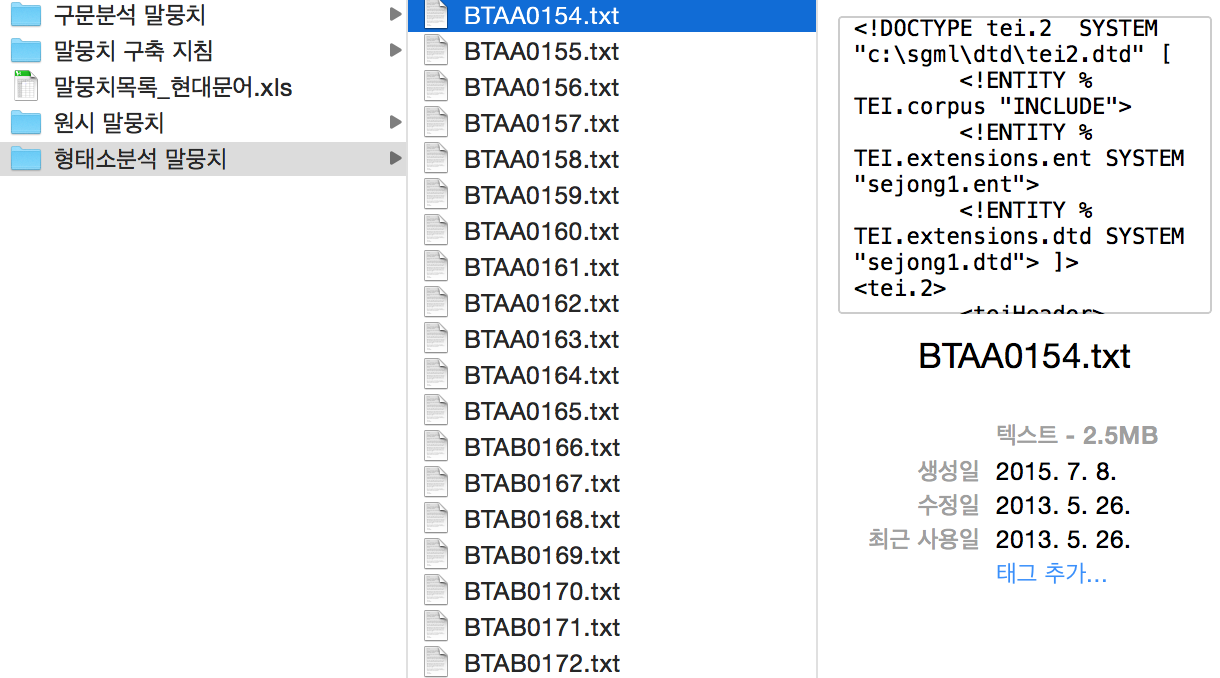 구문분석 말뭉치
말뭉치 구축 지침
말뭉치목록_현대문어.xls
원시 말뭉치
형태소분석 말뭉치
BTAA0154.txt
BTAA0155.txt
BTAA0156.txt
BTAA0157.txt
BTAA0158.txt
BTAA0159.txt
BTAA0160.txt
BTAA0161.txt
BTAA0162.txt
BTAA0163.txt
BTAA0164.txt
BTAA0165.txt
BTAB0166.txt
BTAB0167.txt
BTAB0168.txt
BTAB0169.txt
BTAB0170.txt
BTAB0171.txt
BTAB0172.txt
<!DOCTYPE tei.2  SYSTEM
"c:\sgml\dtd\tei2.dtd" [
<!ENTITY %
TEI.corpus "INCLUDE">
<!ENTITY %
TEI.extensions.ent SYSTEM
"sejong1.ent">
<!ENTITY %
TEI.extensions.dtd SYSTEM
"sejong1.dtd"> ]>
<tei.2>
<teiHeader>
BTAA0154.txt
텍스트 - 2.5MB
생성일 2015. 7. 8.
수정일 2013. 5. 26.
최근 사용일 2013. 5. 26.
태그 추가...